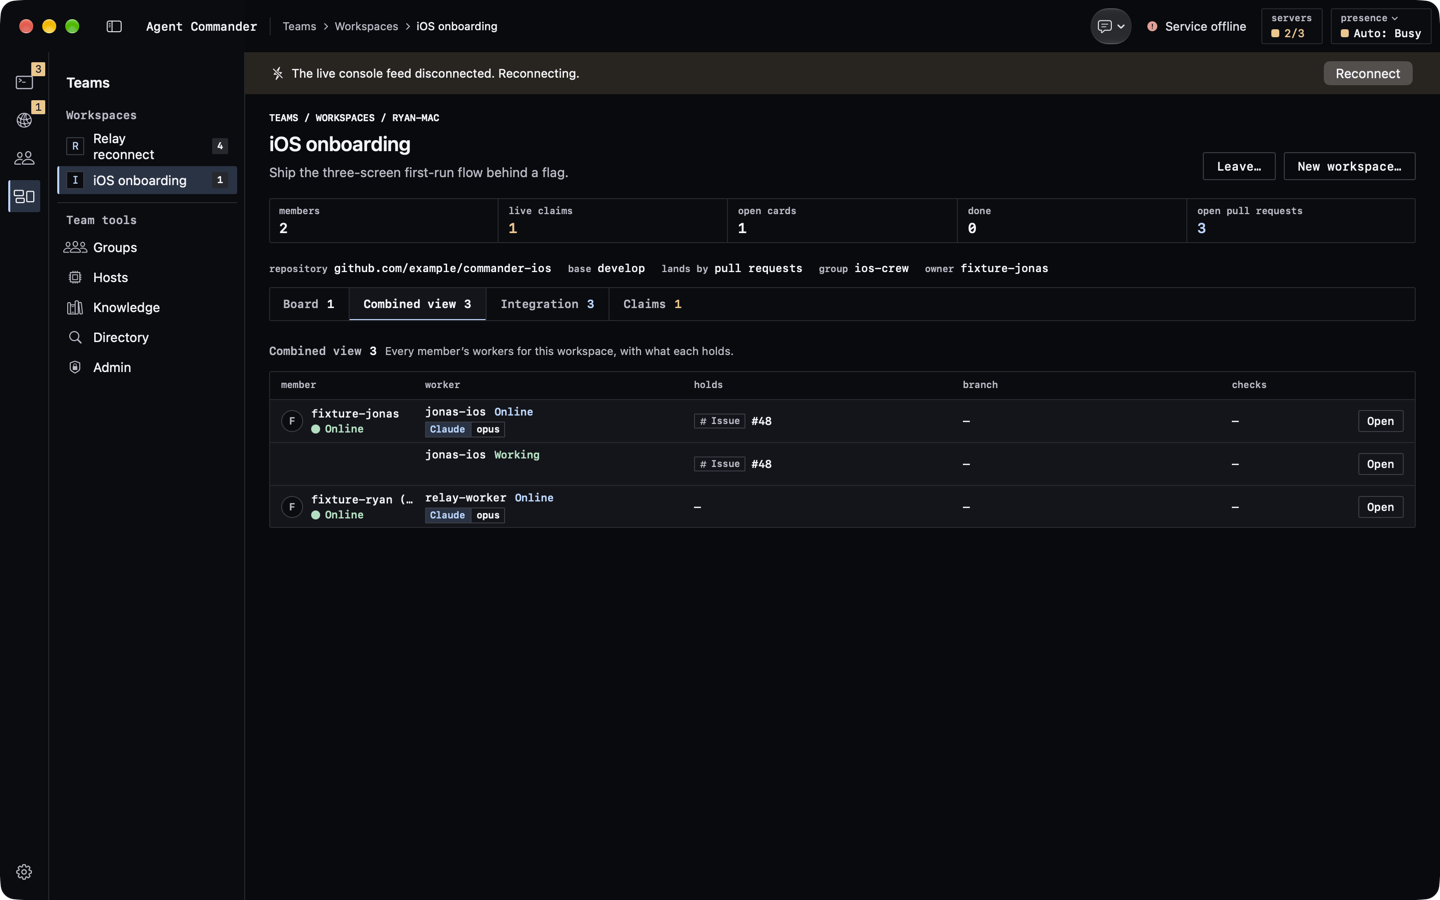 Agent Commander
Teams > Workspaces > iOS onboarding
Service offline
servers
2/3
presence
Auto: Busy
3
1
Teams
Workspaces
R Relay reconnect 4
I iOS onboarding 1
Team tools
Groups
Hosts
Knowledge
Directory
Admin
The live console feed disconnected. Reconnecting.
Reconnect
TEAMS / WORKSPACES / RYAN-MAC
iOS onboarding
Ship the three-screen first-run flow behind a flag.
Leave…
New workspace…
members
2
live claims
1
open cards
1
done
0
open pull requests
3
repository github.com/example/commander-ios base develop lands by pull requests group ios-crew owner fixture-jonas
Board 1
Combined view 3
Integration 3
Claims 1
Combined view 3 Every member’s workers for this workspace, with what each holds.
member worker holds branch checks
F fixture-jonas
Online
jonas-ios Online
Claude opus
# Issue #48
—
—
Open
jonas-ios Working
# Issue #48
—
—
Open
F fixture-ryan (…
Online
relay-worker Online
Claude opus
—
—
—
Open